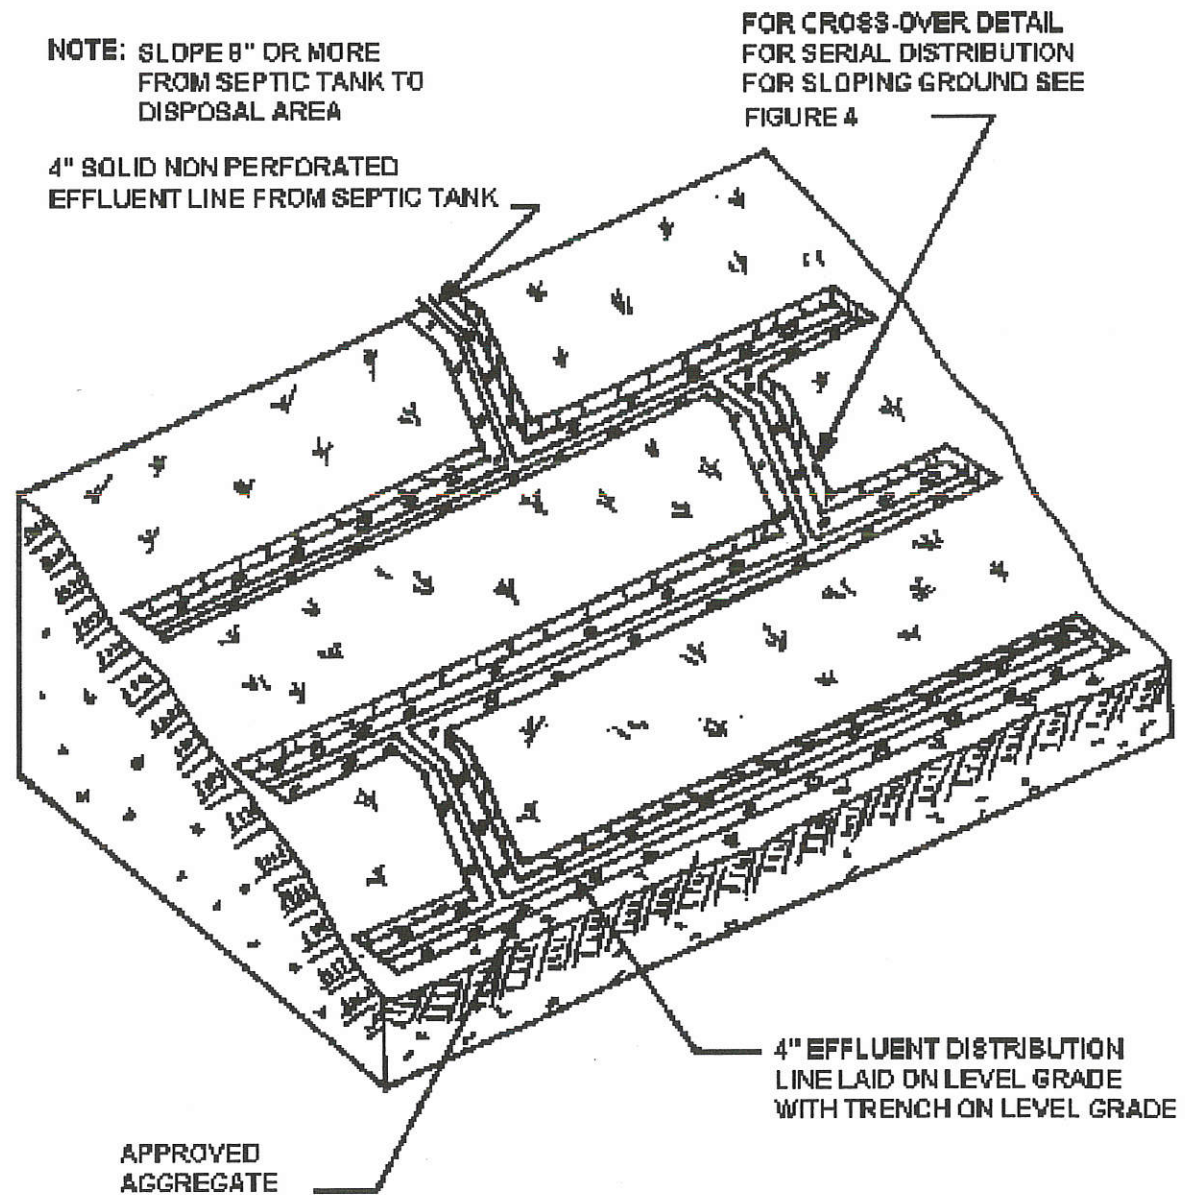 NOTE: SLOPE 8" OR MORE
FROM SEPTIC TANK TO
DISPOSAL AREA
4" SOLID NON PERFORATED
EFFLUENT LINE FROM SEPTIC TANK
FOR CROSS-OVER DETAIL
FOR SERIAL DISTRIBUTION
FOR SLOPING GROUND SEE
FIGURE 4
4" EFFLUENT DISTRIBUTION
LINE LAID ON LEVEL GRADE
WITH TRENCH ON LEVEL GRADE
APPROVED
AGGREGATE